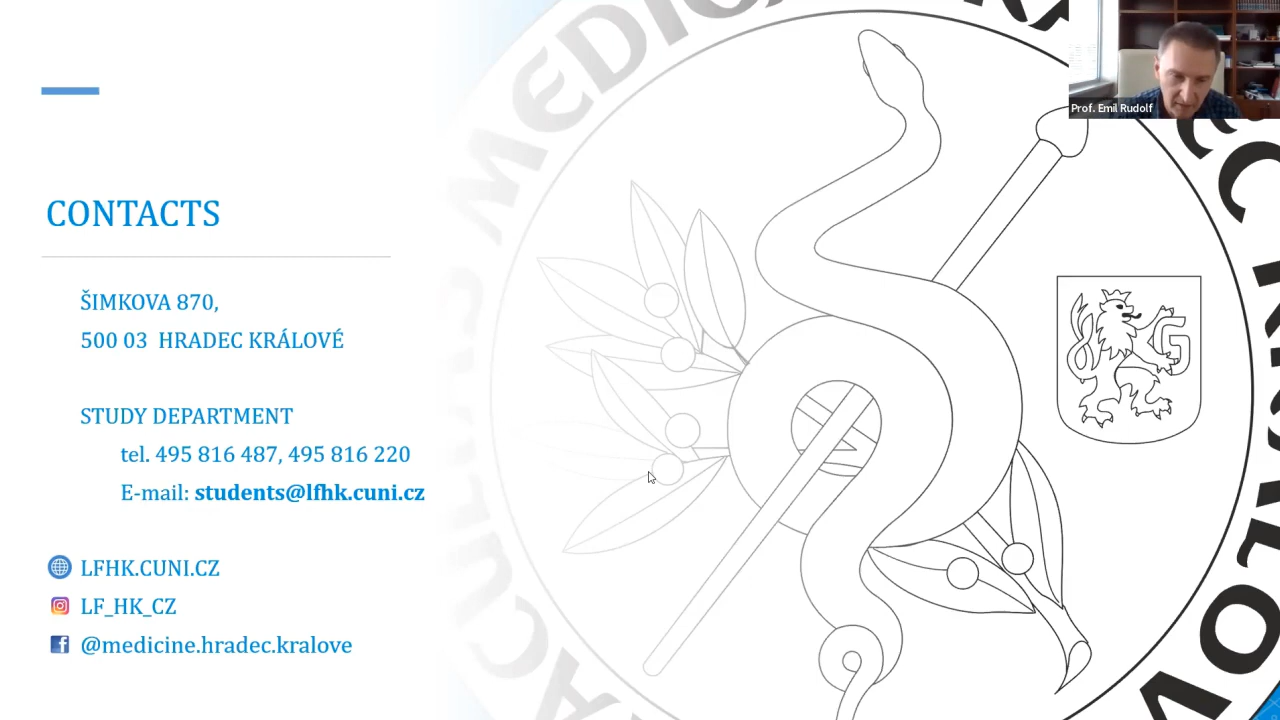 CONTACTS
ŠIMKOVA 870,
500 03 HRADEC KRÁLOVÉ
STUDY DEPARTMENT
tel. 495 816 487, 495 816 220
E-mail: students@lfhk.cuni.cz
LFHK.CUNI.CZ
LF_HK_CZ
@medicine.hradec.kralove
Prof. Emil Rudolf
G